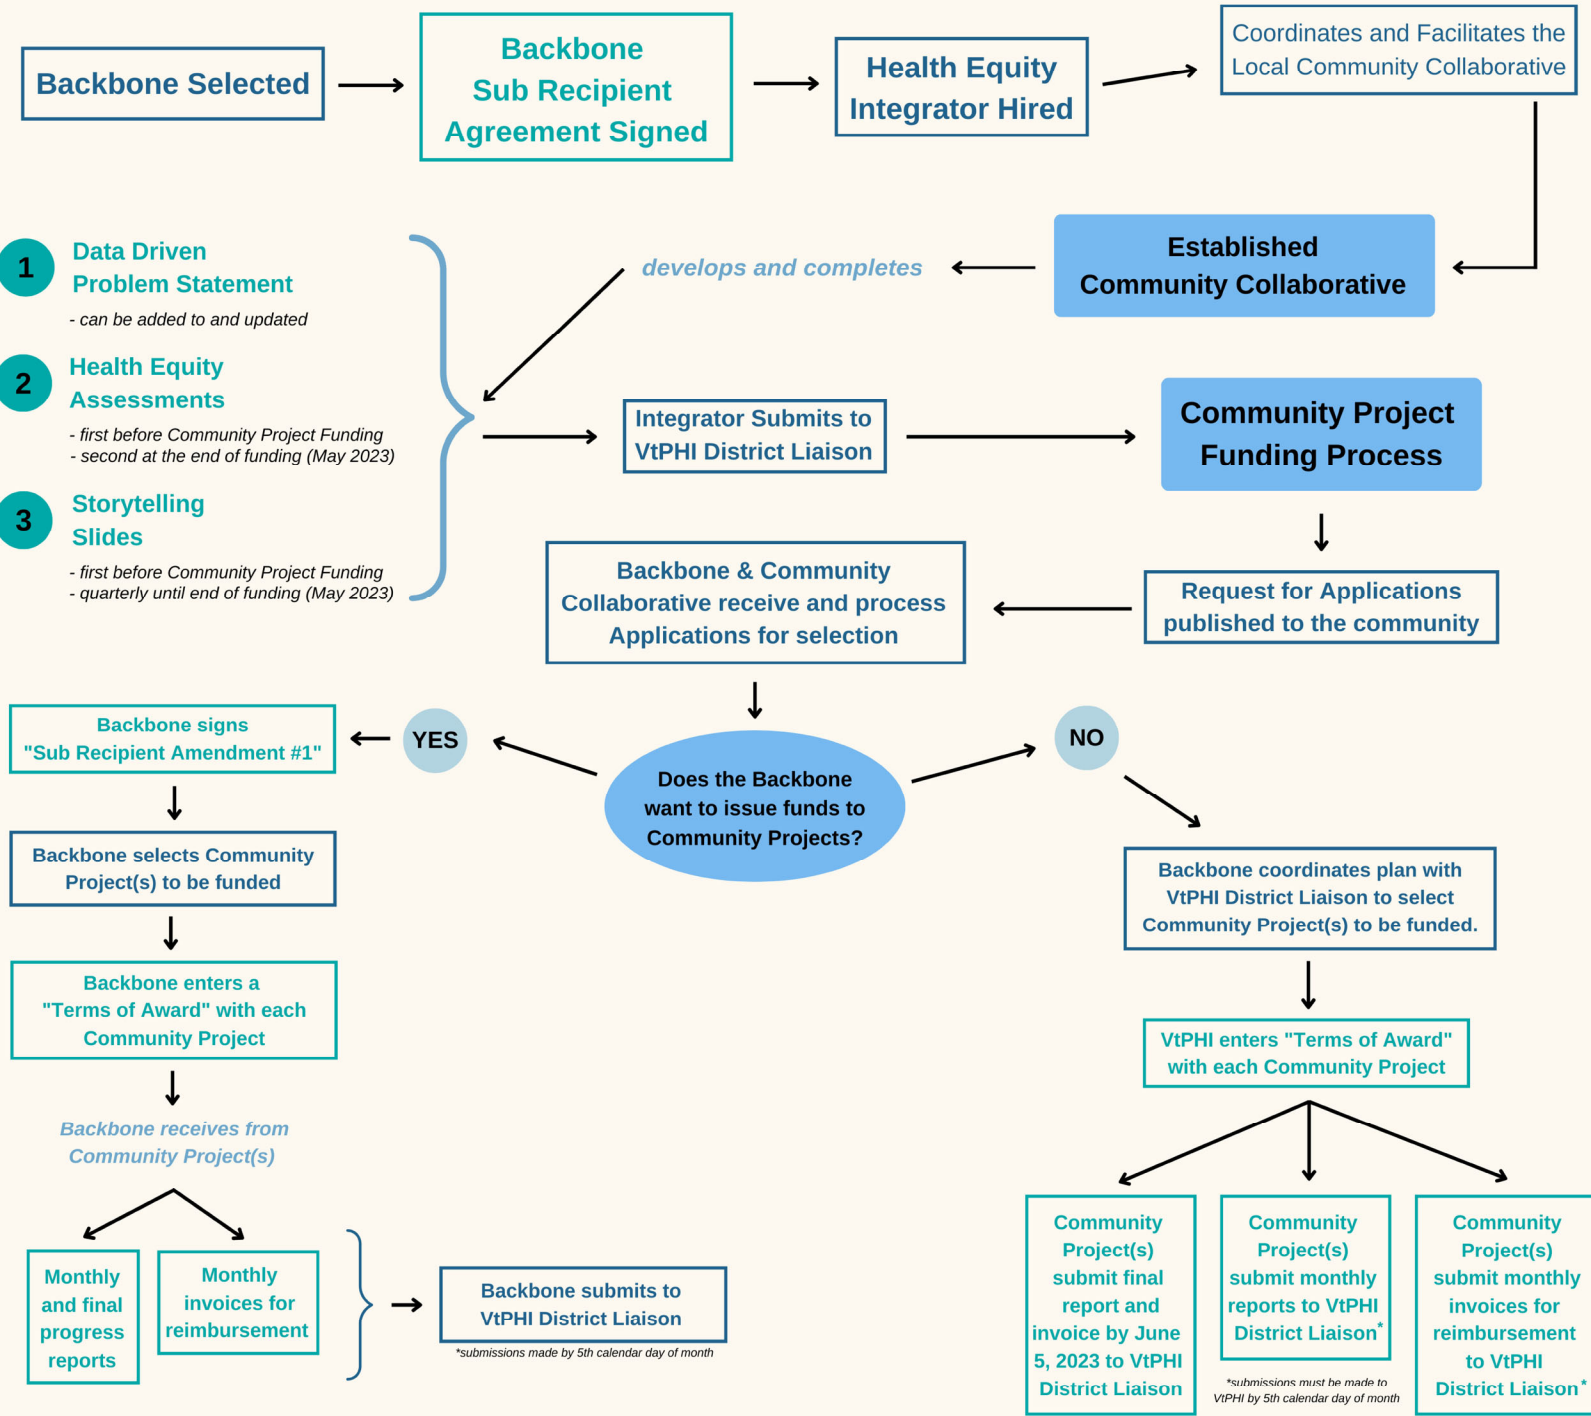 Backbone Selected
Backbone
Sub Recipient
Agreement Signed
Health Equity
Integrator Hired
Coordinates and Facilitates the
Local Community Collaborative
Established
Community Collaborative
develops and completes
1
Data Driven
Problem Statement
- can be added to and updated
2
Health Equity
Assessments
- first before Community Project Funding
- second at the end of funding (May 2023)
3
Storytelling
Slides
- first before Community Project Funding
- quarterly until end of funding (May 2023)
Integrator Submits to
VtPHI District Liaison
Community Project
Funding Process
Request for Applications
published to the community
Backbone & Community
Collaborative receive and process
Applications for selection
Does the Backbone
want to issue funds to
Community Projects?
YES
Backbone signs
"Sub Recipient Amendment #1"
Backbone selects Community
Project(s) to be funded
Backbone enters a
"Terms of Award" with each
Community Project
Backbone receives from
Community Project(s)
Monthly
and final
progress
reports
Monthly
invoices for
reimbursement
Backbone submits to
VtPHI District Liaison
*submissions made by 5th calendar day of month
NO
Backbone coordinates plan with
VtPHI District Liaison to select
Community Project(s) to be funded.
VtPHI enters "Terms of Award"
with each Community Project
Community
Project(s)
submit final
report and
invoice by June
5, 2023 to VtPHI
District Liaison
Community
Project(s)
submit monthly
reports to VtPHI
District Liaison*
*submissions must be made to
VtPHI by 5th calendar day of month
Community
Project(s)
submit monthly
invoices for
reimbursement
to VtPHI
District Liaison*